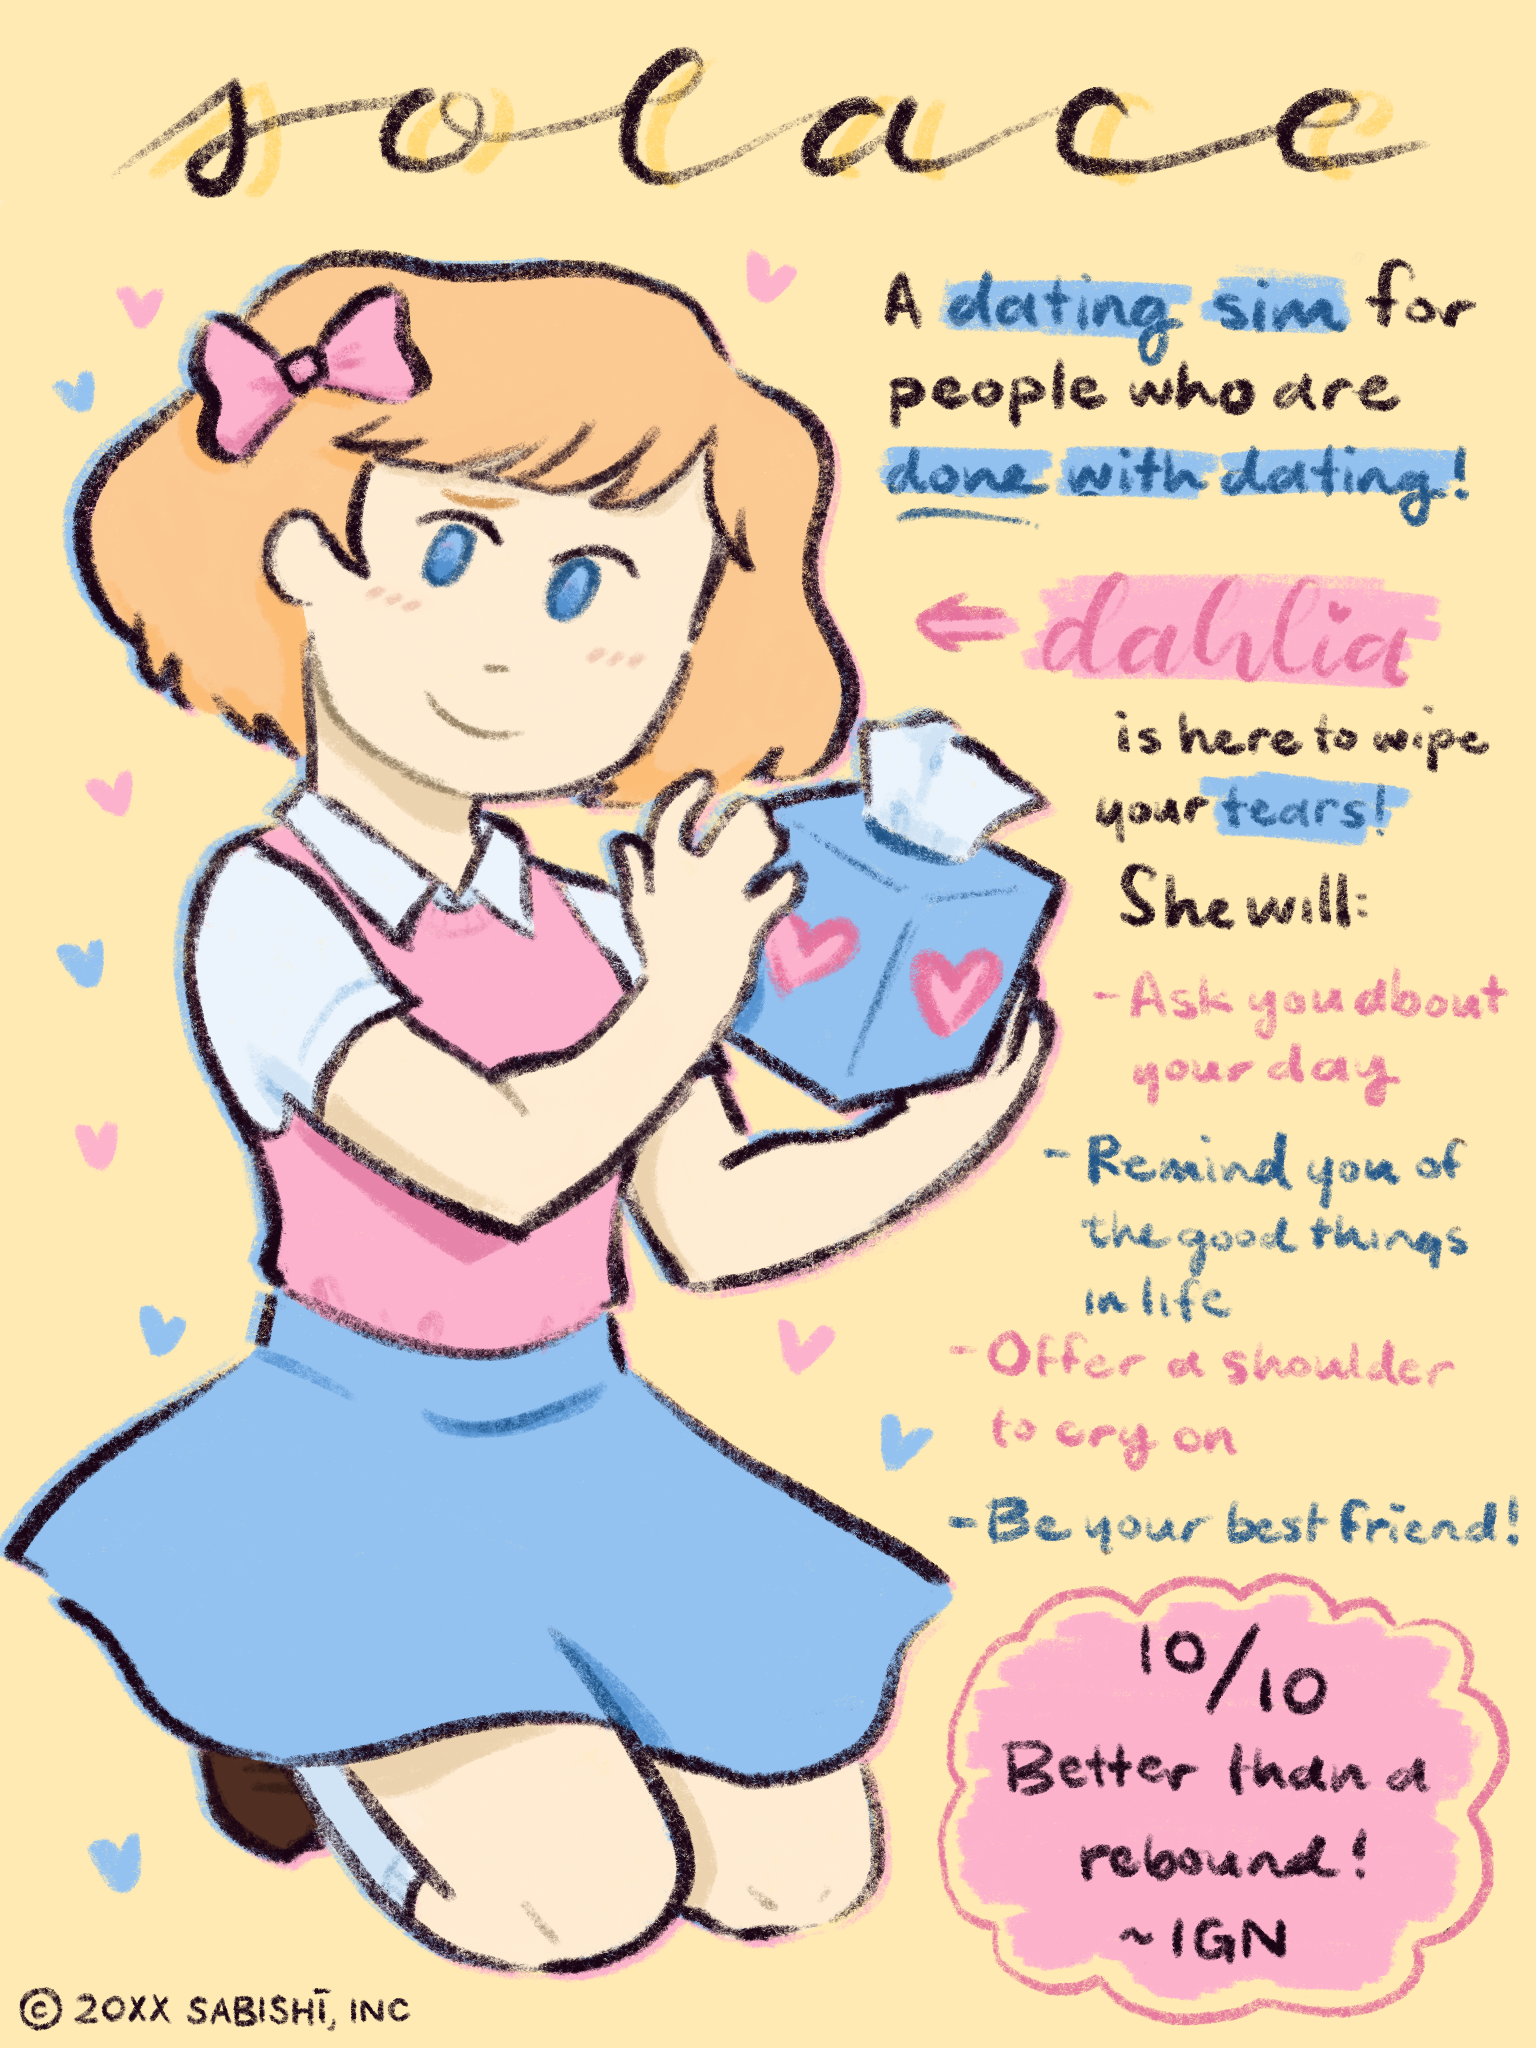 solace
A dating sim for
people who are
done with dating!
dahlia
is here to wipe
your tears!
She will:
- Ask you about
your day
- Remind you of
the good things
in life
- Offer a shoulder
to cry on
- Be your best friend!
10/10
Better than a
rebound!
~ IGN
© 20XX SABISHĪ, INC